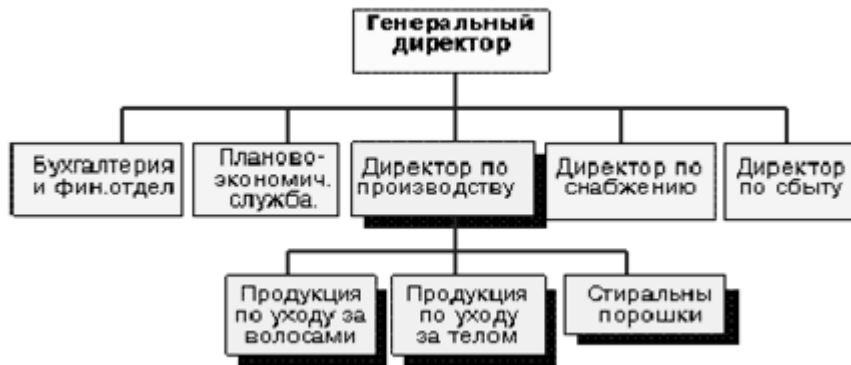 Генеральный
директор
Бухгалтерия
и фин.отдел
Планово-
экономич.
служба.
Директор по
производству
Директор по
снабжению
Директор
по сбыту
Продукция
по уходу за
волосами
Продукция
по уходу
за телом
Стиральны
порошки